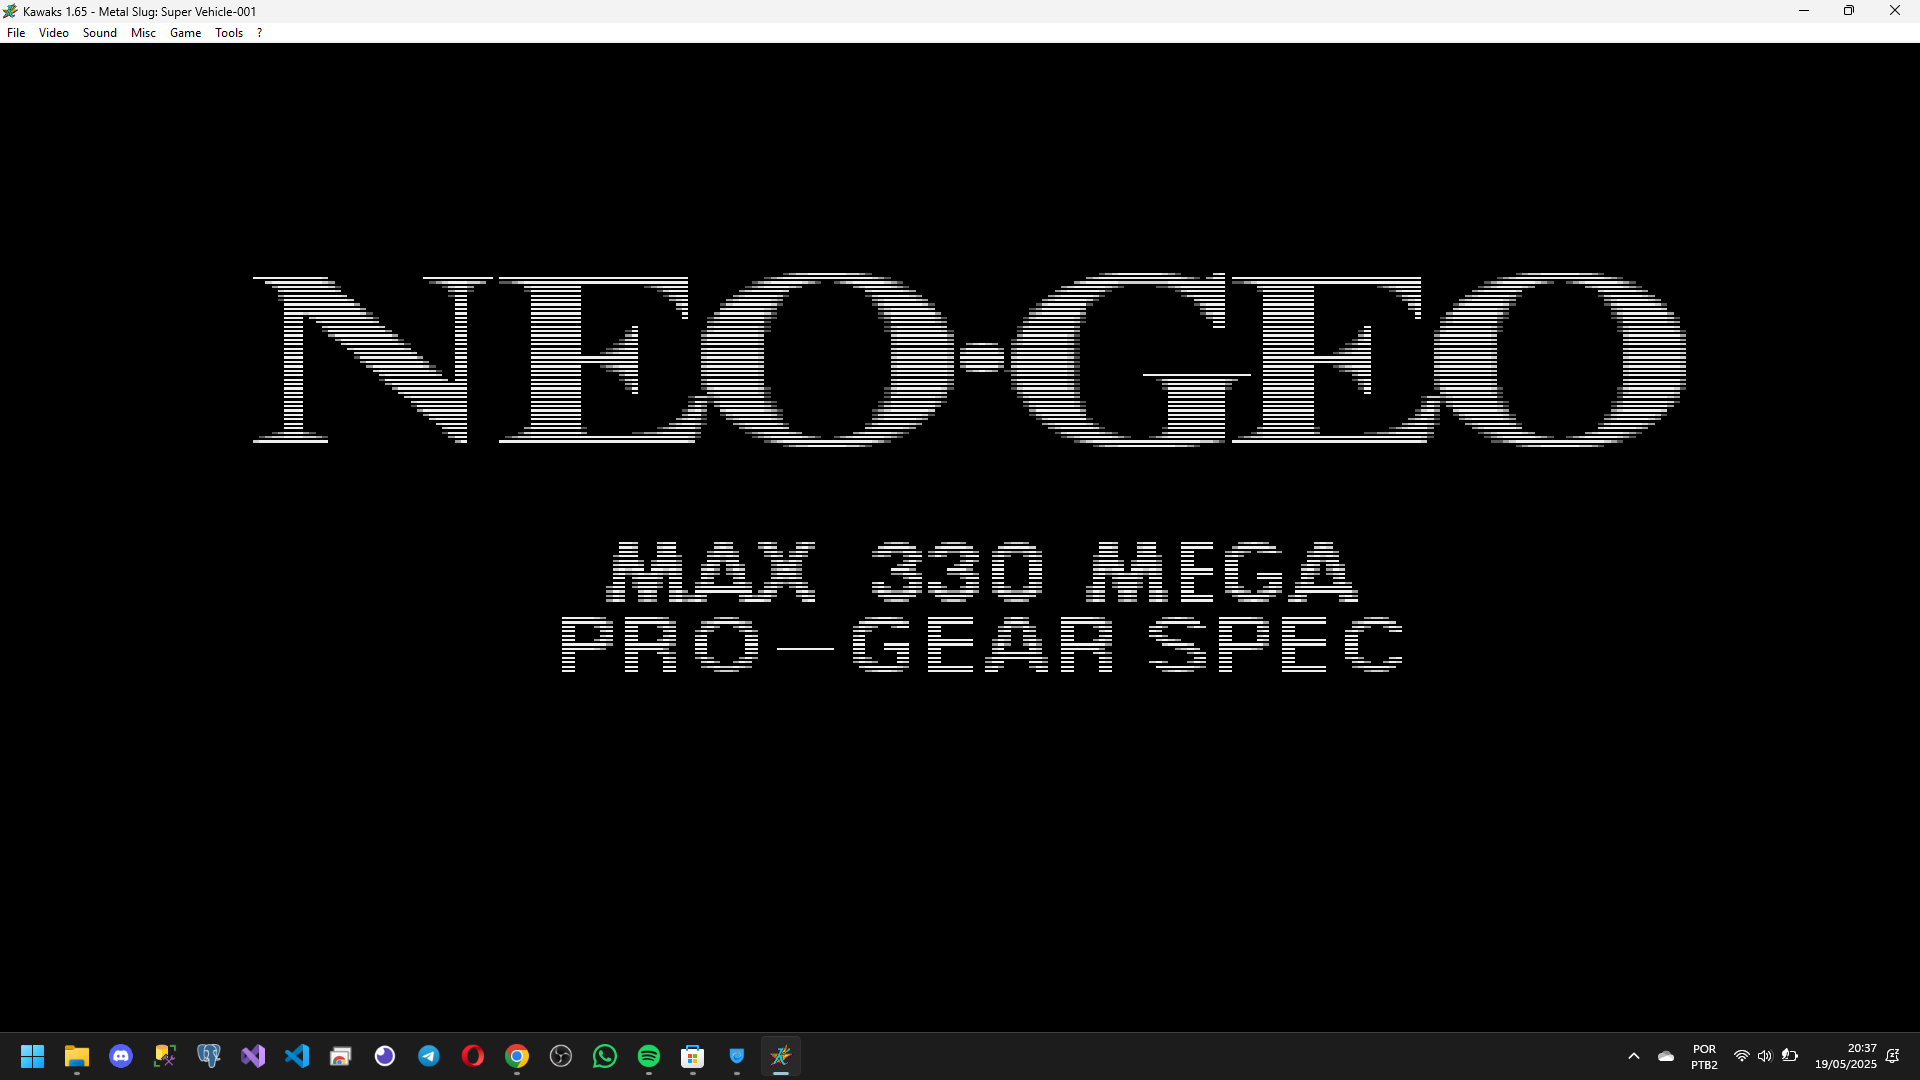 Kawaks 1.65 - Metal Slug: Super Vehicle-001
File Video Sound Misc Game Tools ?
NEO-GEO
MAX 330 MEGA
PRO-GEAR SPEC
POR
PTB2
20:37
19/05/2025